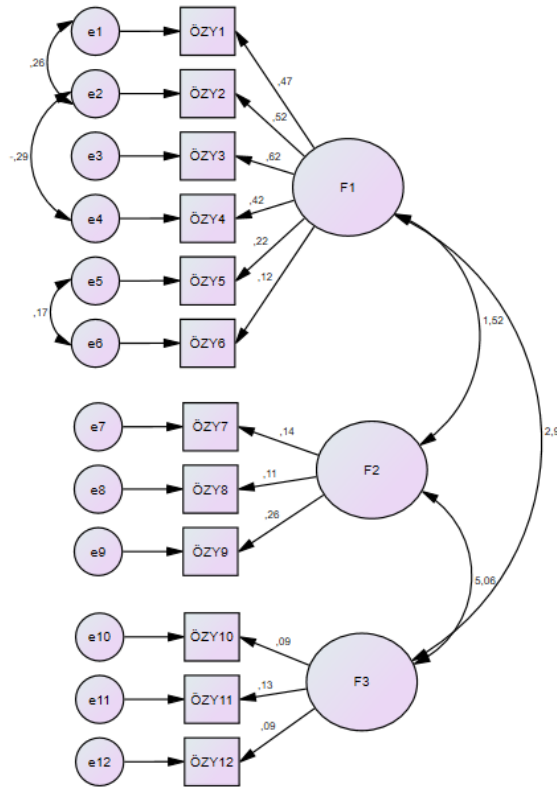 e1
ÖZY1
,26
,47
e2
ÖZY2
,52
e3
ÖZY3
,62
-,29
F1
e4
ÖZY4
,42
e5
ÖZY5
,22
,12
,17
e6
ÖZY6
1,52
e7
ÖZY7
,14
2,9
e8
ÖZY8
,11
F2
e9
ÖZY9
,26
5,06
e10
ÖZY10
,09
e11
ÖZY11
,13
F3
e12
ÖZY12
,09